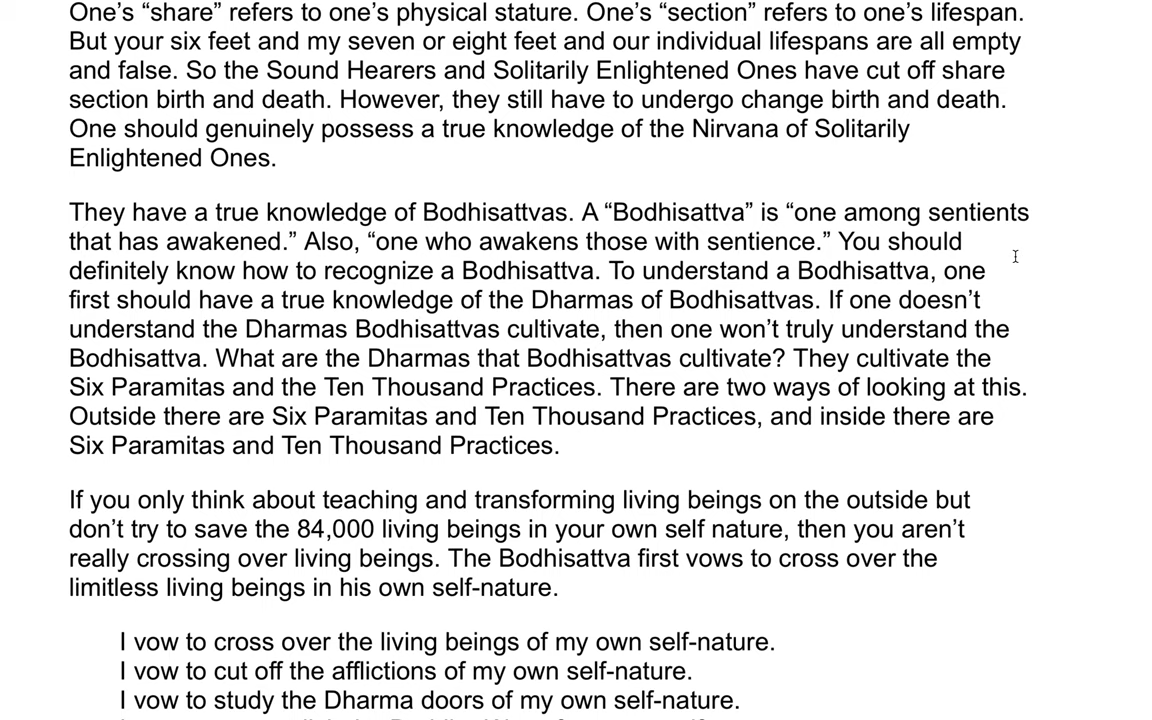 One’s “share” refers to one’s physical stature. One’s “section” refers to one’s lifespan.
But your six feet and my seven or eight feet and our individual lifespans are all empty
and false. So the Sound Hearers and Solitarily Enlightened Ones have cut off share
section birth and death. However, they still have to undergo change birth and death.
One should genuinely possess a true knowledge of the Nirvana of Solitarily
Enlightened Ones.
They have a true knowledge of Bodhisattvas. A “Bodhisattva” is “one among sentients
that has awakened.” Also, “one who awakens those with sentience.” You should
definitely know how to recognize a Bodhisattva. To understand a Bodhisattva, one
first should have a true knowledge of the Dharmas of Bodhisattvas. If one doesn’t
understand the Dharmas Bodhisattvas cultivate, then one won’t truly understand the
Bodhisattva. What are the Dharmas that Bodhisattvas cultivate? They cultivate the
Six Paramitas and the Ten Thousand Practices. There are two ways of looking at this.
Outside there are Six Paramitas and Ten Thousand Practices, and inside there are
Six Paramitas and Ten Thousand Practices.
If you only think about teaching and transforming living beings on the outside but
don’t try to save the 84,000 living beings in your own self nature, then you aren’t
really crossing over living beings. The Bodhisattva first vows to cross over the
limitless living beings in his own self-nature.
I vow to cross over the living beings of my own self-nature.
I vow to cut off the afflictions of my own self-nature.
I vow to study the Dharma doors of my own self-nature.